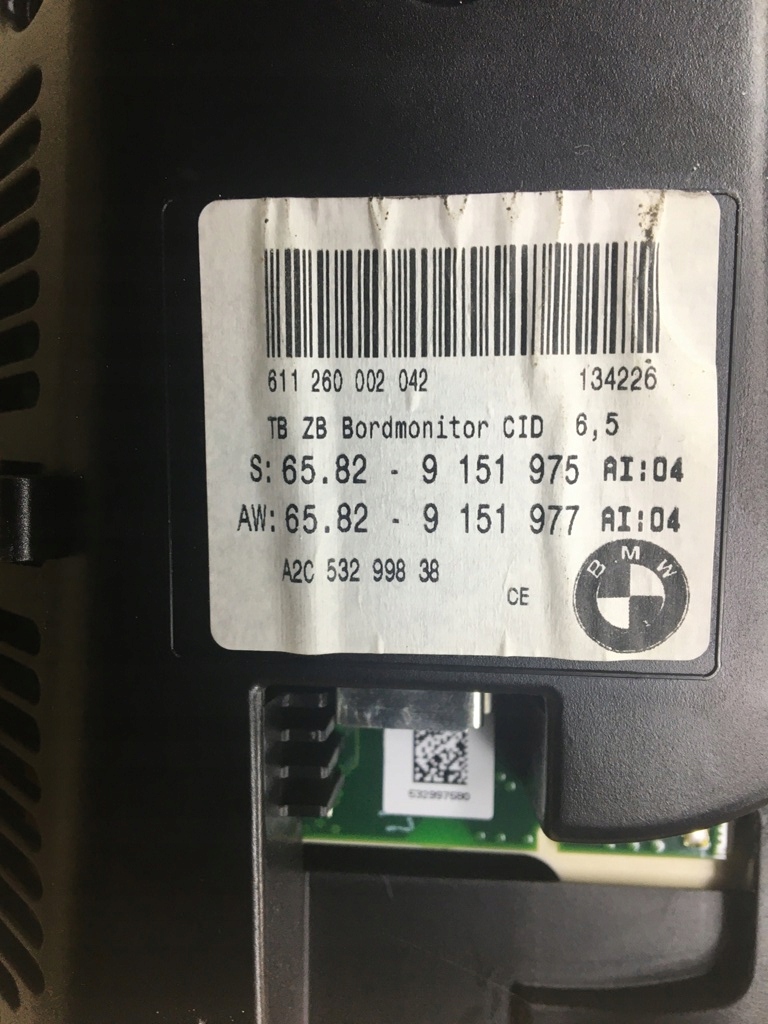 611 260 002 042 134226
TB ZB Bordmonitor CID 6,5
S: 65.82 - 9 151 975 AI:04
AW: 65.82 - 9 151 977 AI:04
A2C 532 998 38
CE
BMW